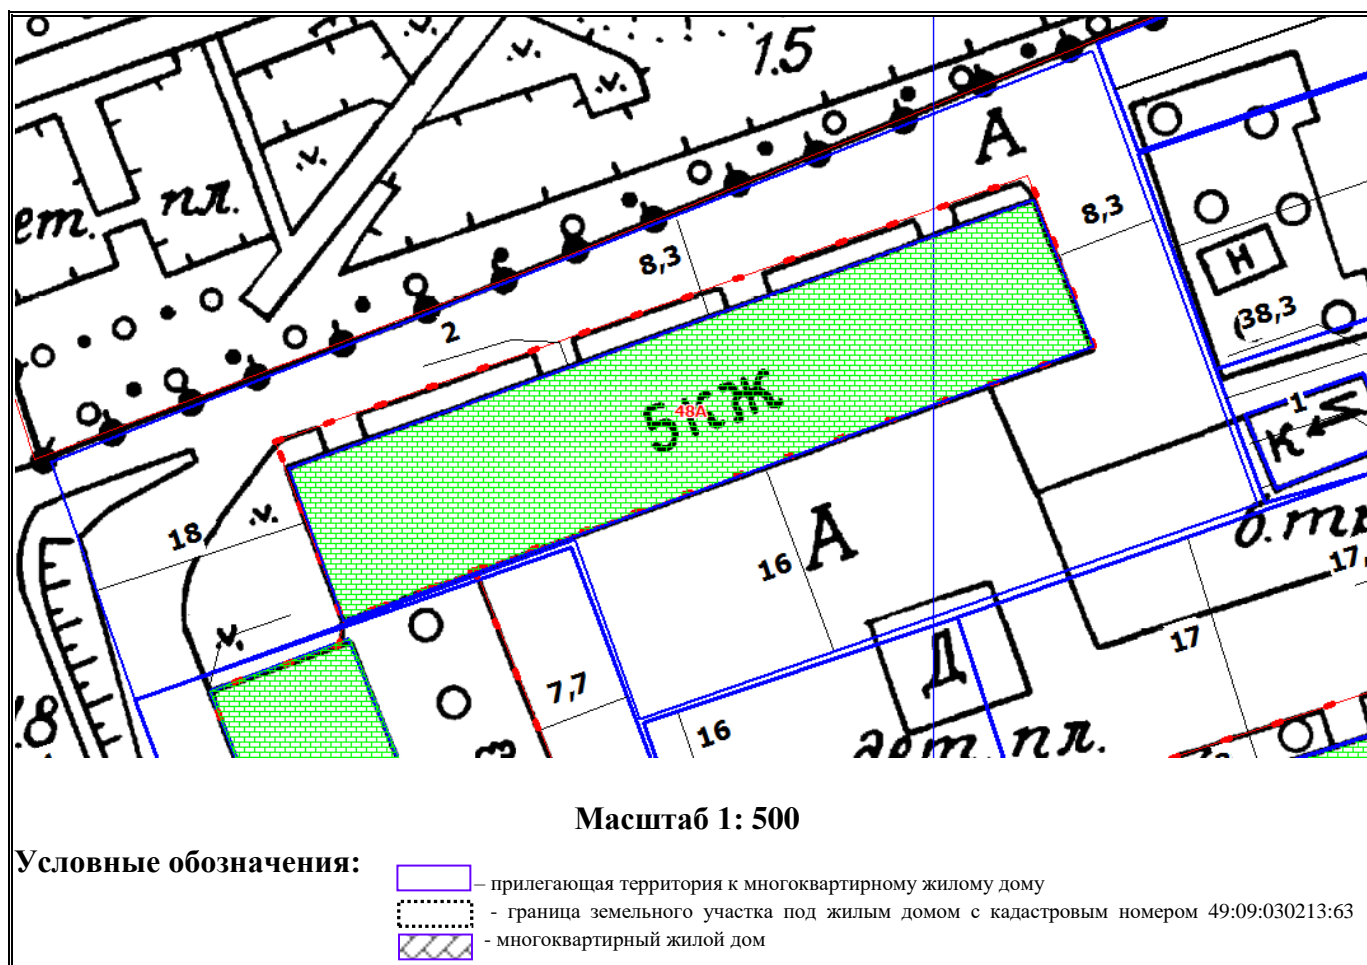 1.5
А
пл.
ет.
8,3
8,3
Н
38,3
2
5КЖ
48А
1
К
18
А
16
17,
7,7
Д
17
16
дет. пл.
Масштаб 1: 500
Условные обозначения:
– прилегающая территория к многоквартирному жилому дому
- граница земельного участка под жилым домом с кадастровым номером 49:09:030213:63
- многоквартирный жилой дом